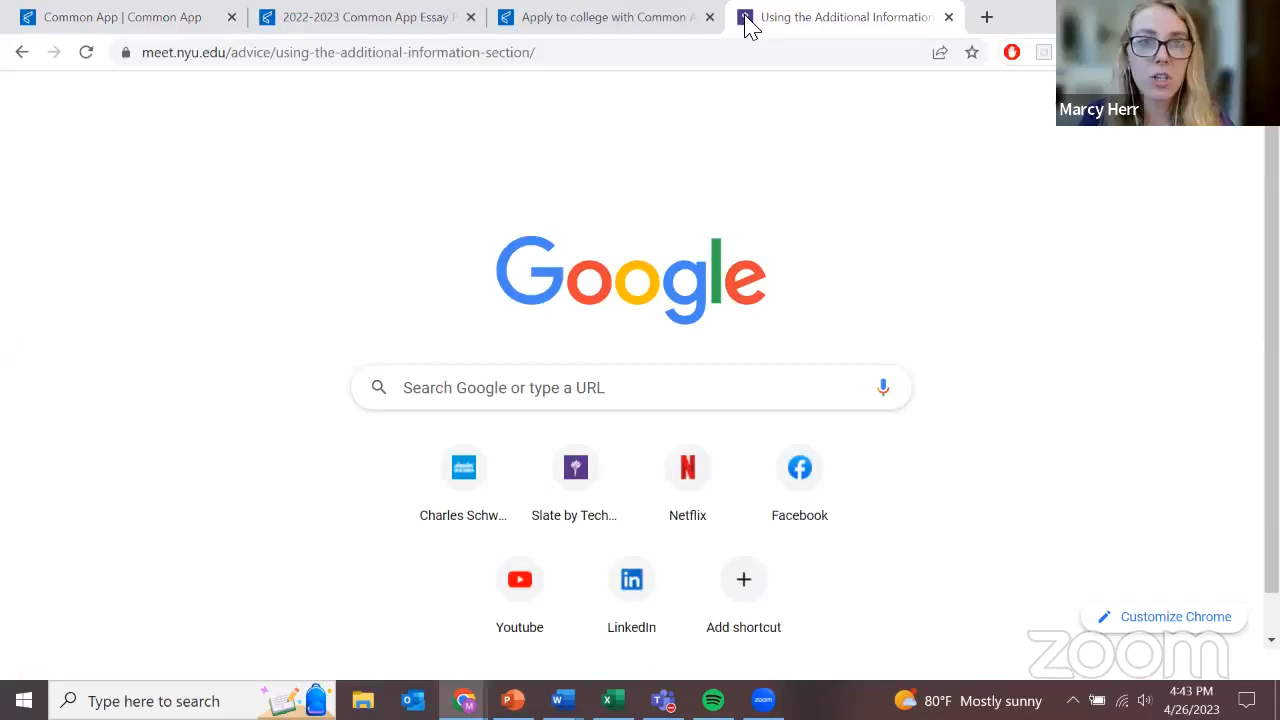 Common App | Common App
2022-2023 Common App Essay P
Apply to college with Common A
Using the Additional Information
meet.nyu.edu/advice/using-the-additional-information-section/
Marcy Herr
Google
Search Google or type a URL
Charles Schw...
Slate by Tech...
Netflix
Facebook
Youtube
LinkedIn
Add shortcut
Customize Chrome
zoom
Type here to search
zoom
80°F Mostly sunny
4:43 PM
4/26/2023